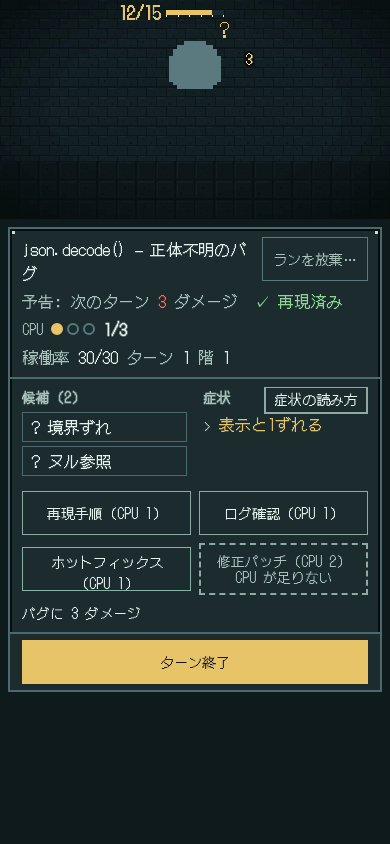 12/15
?
3
json.decode() – 正体不明のバ
グ
ランを放棄…
予告: 次のターン 3 ダメージ ✓ 再現済み
CPU 1/3
稼働率 30/30 ターン 1 階 1
候補 (2)
症状
症状の読み方
? 境界ずれ
› 表示と1ずれる
? ヌル参照
再現手順 (CPU 1)
ログ確認 (CPU 1)
ホットフィックス
(CPU 1)
修正パッチ (CPU 2)
CPU が足りない
バグに 3 ダメージ
ターン終了